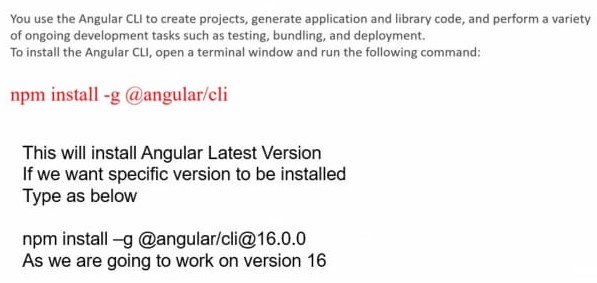 You use the Angular CLI to create projects, generate application and library code, and perform a variety
of ongoing development tasks such as testing, bundling, and deployment.
To install the Angular CLI, open a terminal window and run the following command:
npm install -g @angular/cli
This will install Angular Latest Version
If we want specific version to be installed
Type as below
npm install –g @angular/cli@16.0.0
As we are going to work on version 16